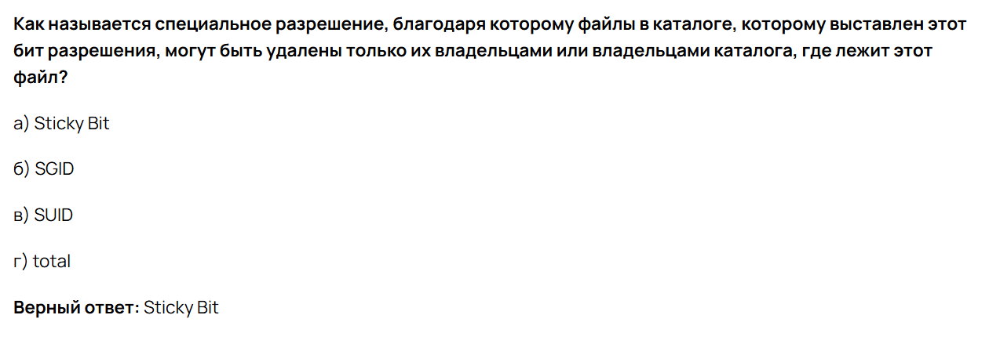 Как называется специальное разрешение, благодаря которому файлы в каталоге, которому выставлен этот
бит разрешения, могут быть удалены только их владельцами или владельцами каталога, где лежит этот
файл?
а) Sticky Bit
б) SGID
в) SUID
г) total
Верный ответ: Sticky Bit